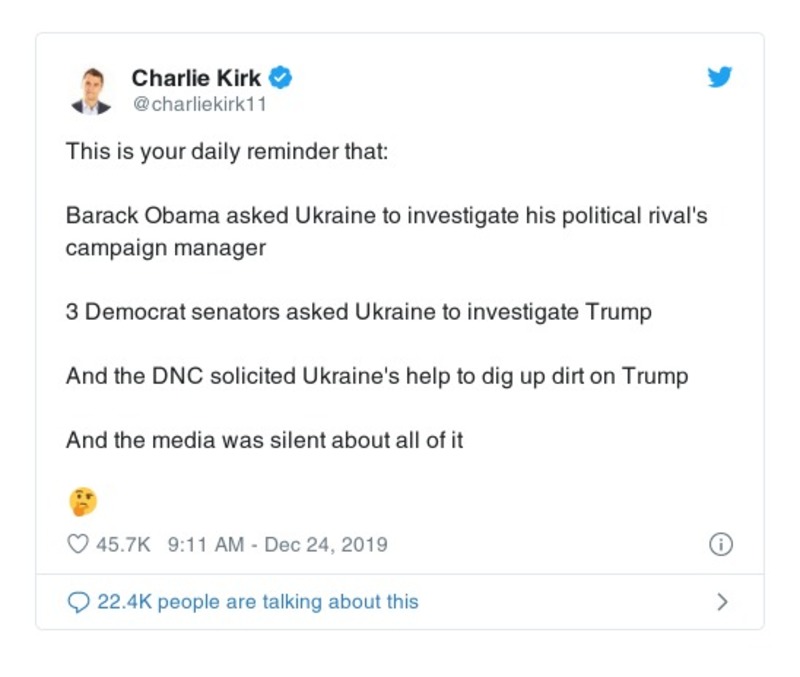 Charlie Kirk
@charliekirk11
This is your daily reminder that:
Barack Obama asked Ukraine to investigate his political rival's
campaign manager
3 Democrat senators asked Ukraine to investigate Trump
And the DNC solicited Ukraine's help to dig up dirt on Trump
And the media was silent about all of it
🤔
45.7K 9:11 AM - Dec 24, 2019
22.4K people are talking about this